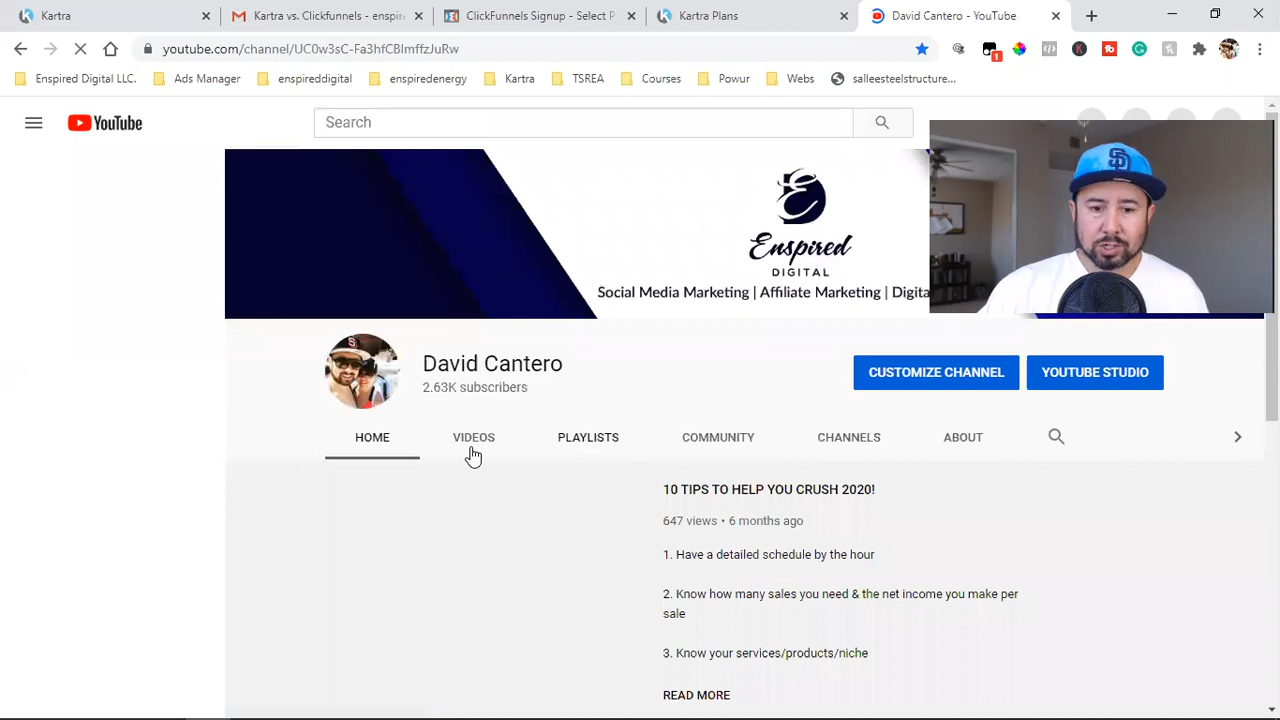 Kartra
Kartra vs. Clickfunnels - enspire
ClickFunnels Signup - Select P
Kartra Plans
David Cantero - YouTube
youtube.com/channel/UC0w3sC-Fa3hfCBlmffzJuRw
1
Enspired Digital LLC.
Ads Manager
enspireddigital
enspiredenergy
Kartra
TSREA
Courses
Powur
Webs
salleesteelstructure...
YouTube
Search
SD
E
Enspired
DIGITAL
Social Media Marketing | Affiliate Marketing | Digita
David Cantero
2.63K subscribers
CUSTOMIZE CHANNEL
YOUTUBE STUDIO
HOME
VIDEOS
PLAYLISTS
COMMUNITY
CHANNELS
ABOUT
10 TIPS TO HELP YOU CRUSH 2020!
647 views • 6 months ago
1. Have a detailed schedule by the hour
2. Know how many sales you need & the net income you make per
sale
3. Know your services/products/niche
READ MORE